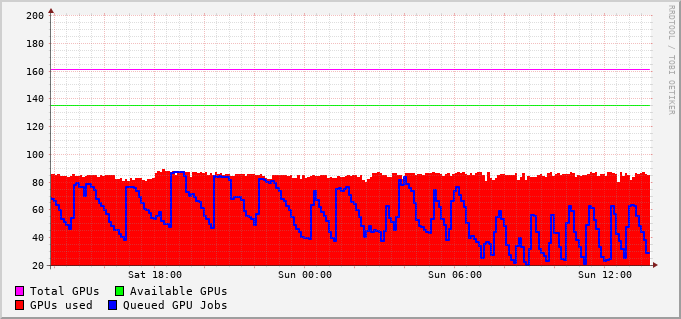 200
180
160
140
120
100
80
60
40
20
Sat 18:00 Sun 00:00 Sun 06:00 Sun 12:00
Total GPUs Available GPUs
GPUs used Queued GPU Jobs
RRDTOOL / TOBI OETIKER